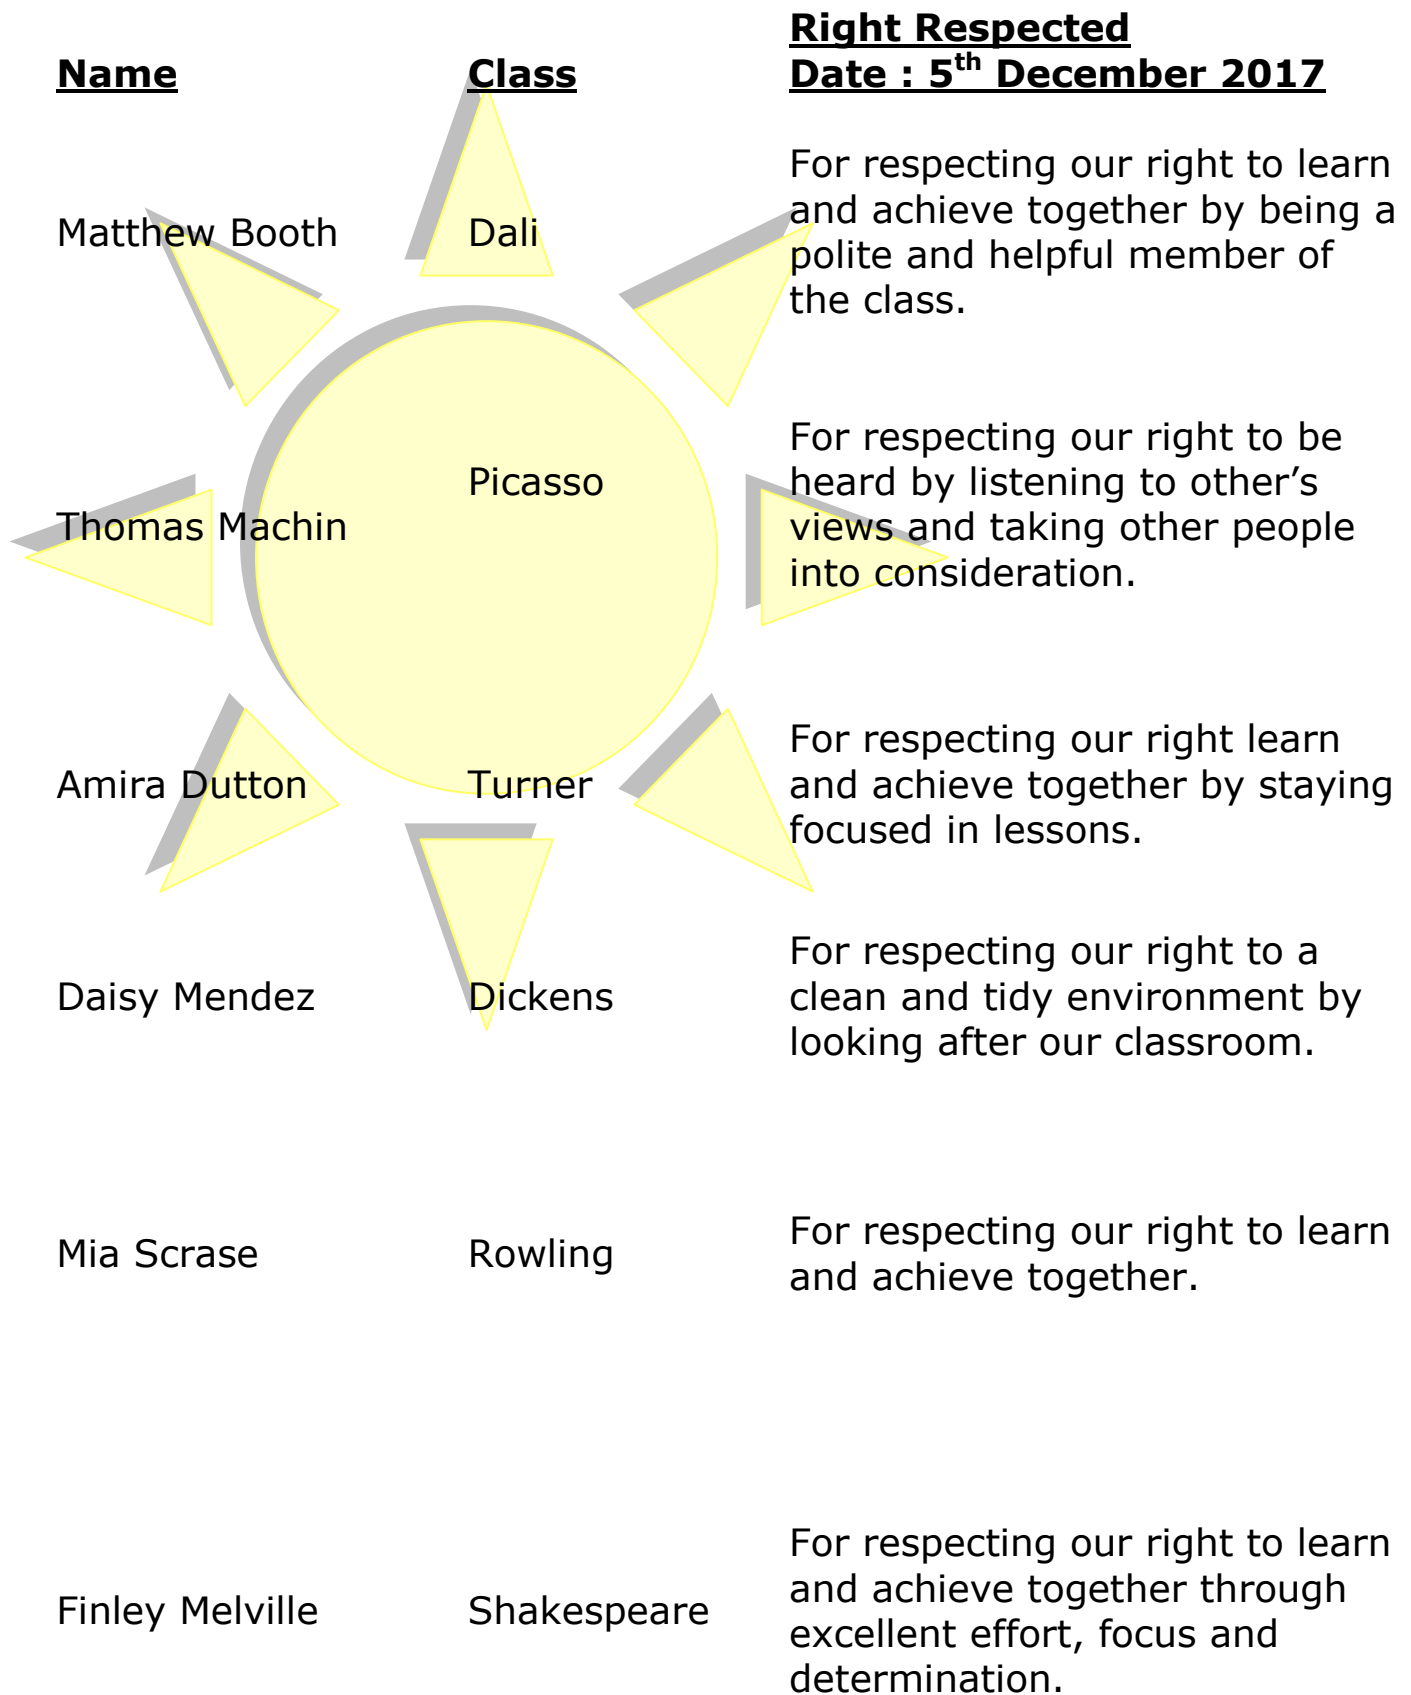 Right Respected
Name Class Date : 5th December 2017
For respecting our right to learn
Matthew Booth Dali and achieve together by being a
polite and helpful member of
the class.
For respecting our right to be
Picasso heard by listening to other’s
Thomas Machin views and taking other people
into consideration.
For respecting our right learn
Amira Dutton Turner and achieve together by staying
focused in lessons.
For respecting our right to a
Daisy Mendez Dickens clean and tidy environment by
looking after our classroom.
For respecting our right to learn
Mia Scrase Rowling
and achieve together.
For respecting our right to learn
and achieve together through
Finley Melville Shakespeare
excellent effort, focus and
determination.